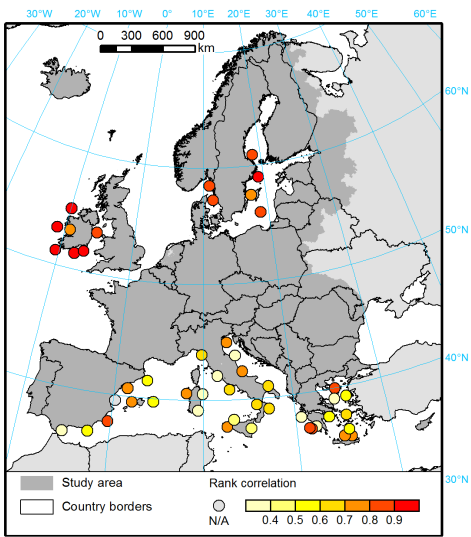 30°W 20°W 10°W 0° 10°E 20°E 30°E 40°E 50°E 60°E
0 300 600 900
km
60°N
50°N
40°N
30°N
Study area
Rank correlation
Country borders
N/A
0.4 0.5 0.6 0.7 0.8 0.9